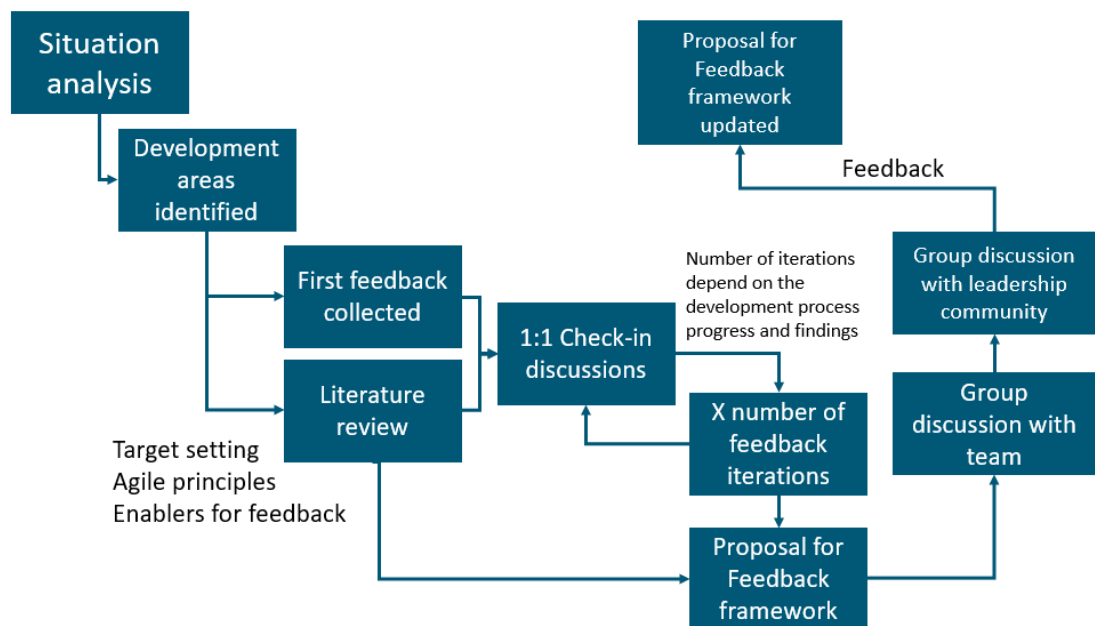 Situation
analysis
Development
areas
identified
First feedback
collected
Literature
review
Target setting
Agile principles
Enablers for feedback
1:1 Check-in
discussions
Number of iterations
depend on the
development process
progress and findings
X number of
feedback
iterations
Proposal for
Feedback
framework
Group
discussion with
team
Group discussion
with leadership
community
Feedback
Proposal for
Feedback
framework
updated